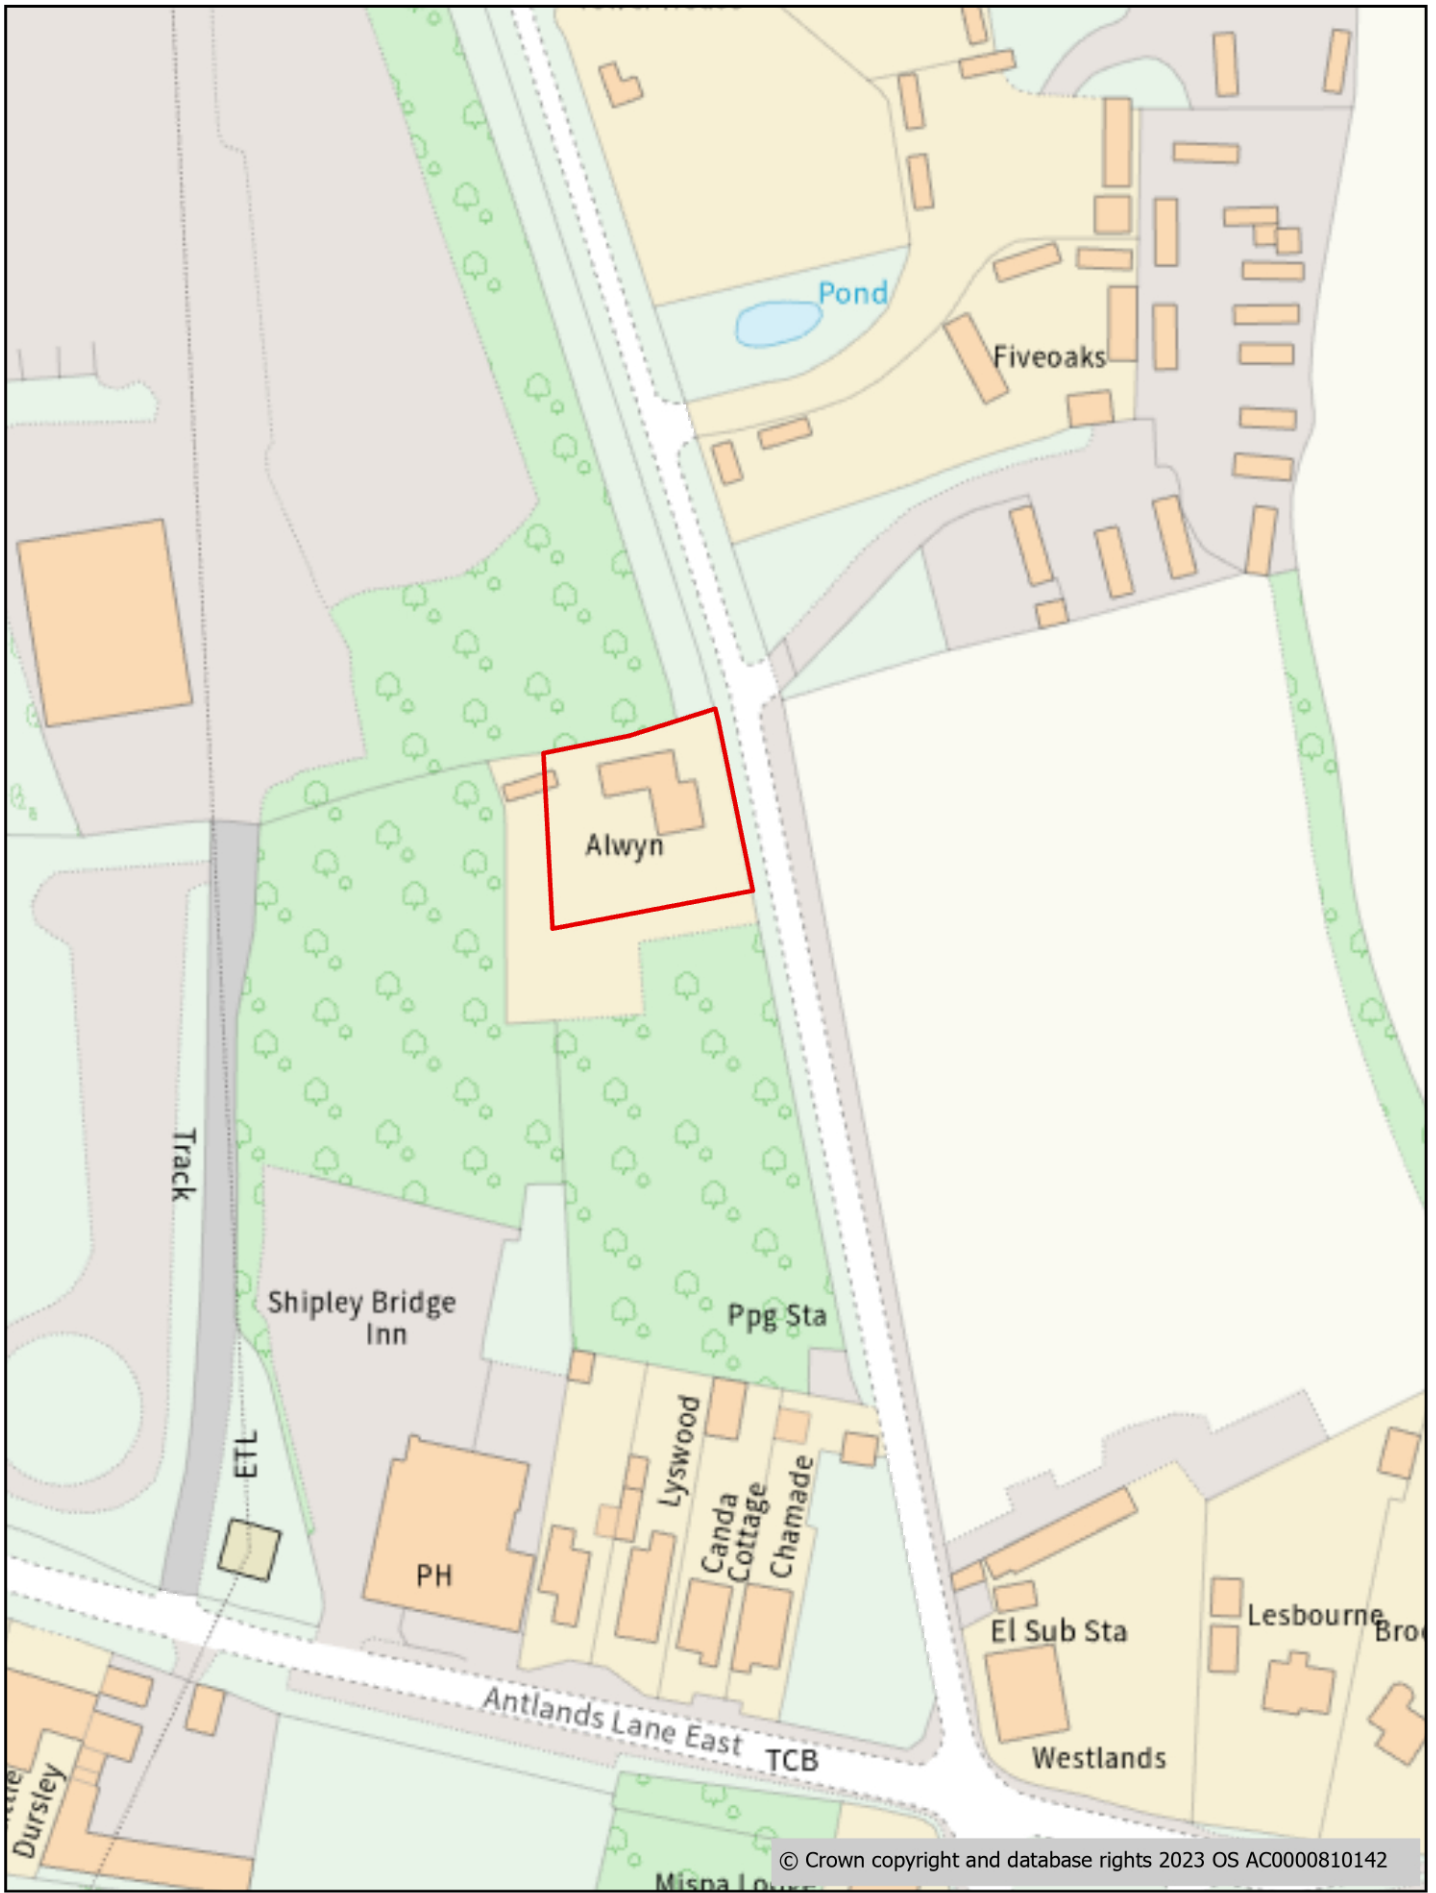 Pond
Fiveoaks
Alwyn
Track
Shipley Bridge
Inn
Ppg Sta
ETL
Lyswood
Canda
Cottage
Chamade
PH
El Sub Sta
Lesbourne
Antlands Lane East
TCB
Westlands
Dursley
© Crown copyright and database rights 2023 OS AC0000810142